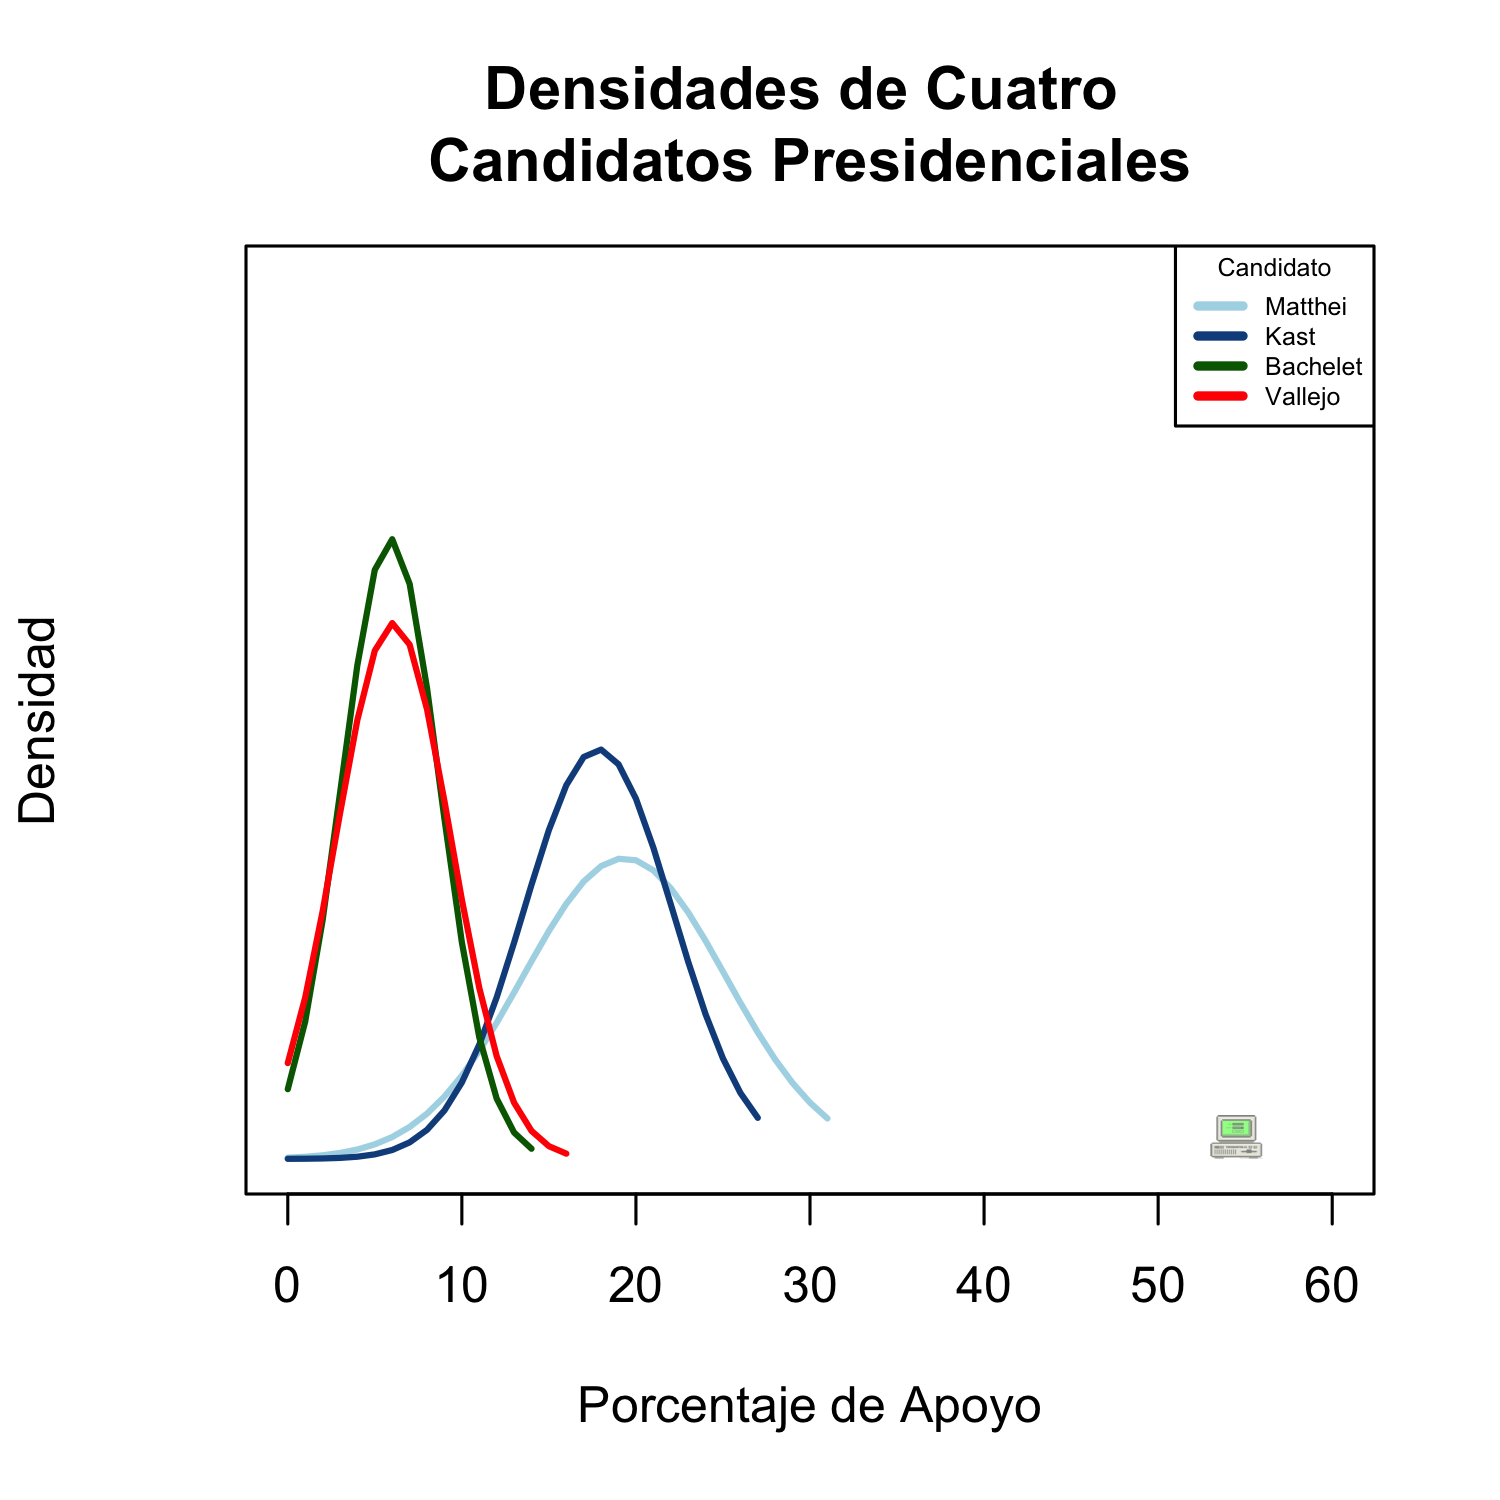 Densidades de Cuatro
Candidatos Presidenciales
Candidato
Matthei
Kast
Bachelet
Vallejo
Densidad
0 10 20 30 40 50 60
Porcentaje de Apoyo